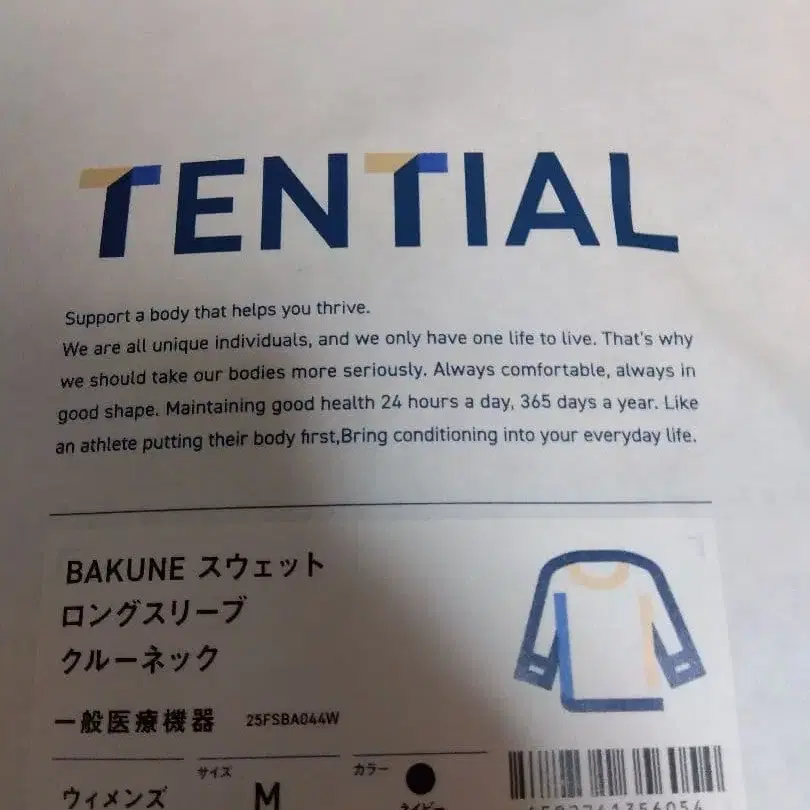 TENTIAL
Support a body that helps you thrive.
We are all unique individuals, and we only have one life to live. That's why
we should take our bodies more seriously. Always comfortable, always in
good shape. Maintaining good health 24 hours a day, 365 days a year. Like
an athlete putting their body first,Bring conditioning into your everyday life.
BAKUNE スウェット
ロングスリーブ
クルーネック
一般医療機器 25FSBA044W
ウィメンズ
サイズ
M
カラー
ネイビー